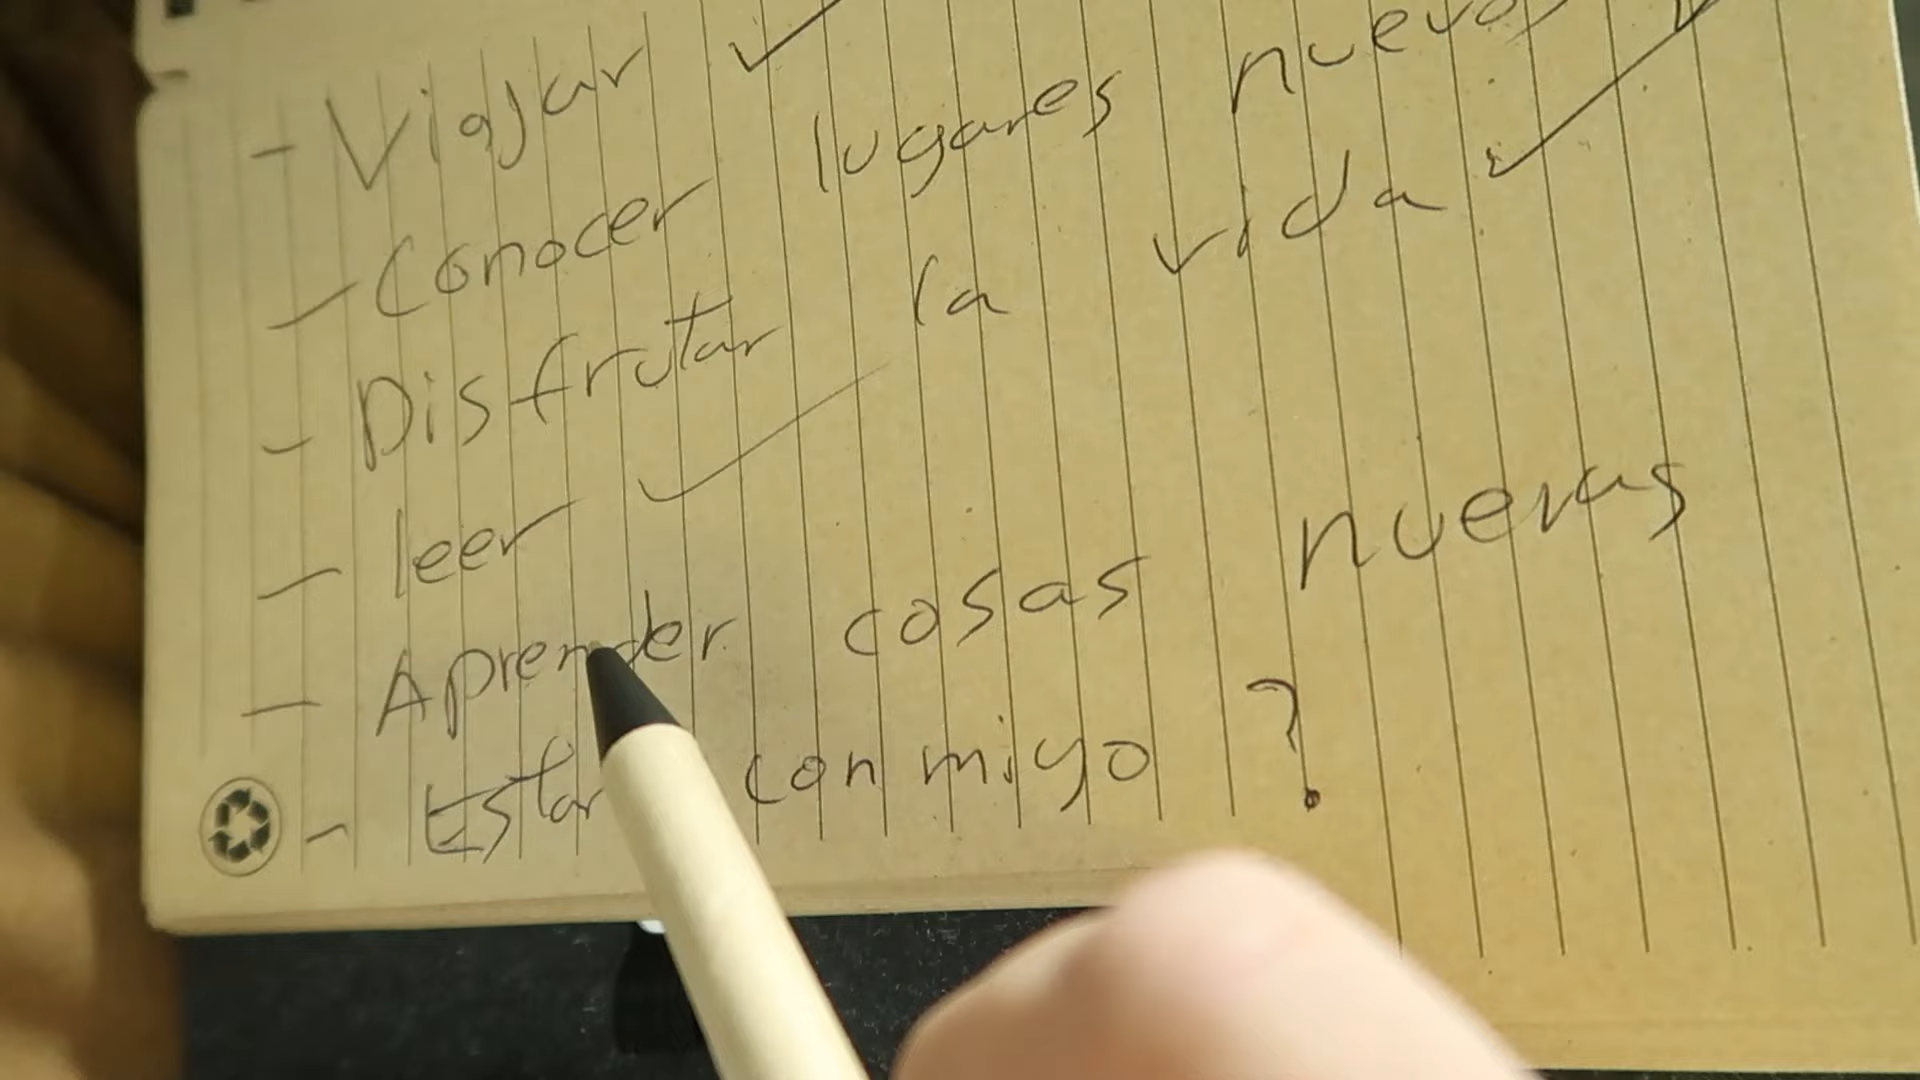 - Viajar ✓
- Conocer lugares nuevos ✓
- Disfrutar la vida ✓
- leer ✓
- Aprender cosas nuevas
- Estar conmigo ?